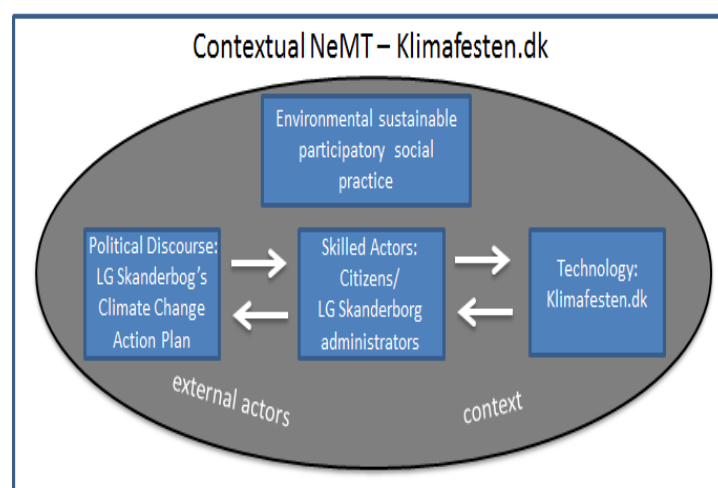 Contextual NeMT – Klimafesten.dk
Environmental sustainable
participatory social
practice
Political Discourse:
LG Skanderbog's
Climate Change
Action Plan
Skilled Actors:
Citizens/
LG Skanderborg
administrators
Technology:
Klimafesten.dk
external actors
context